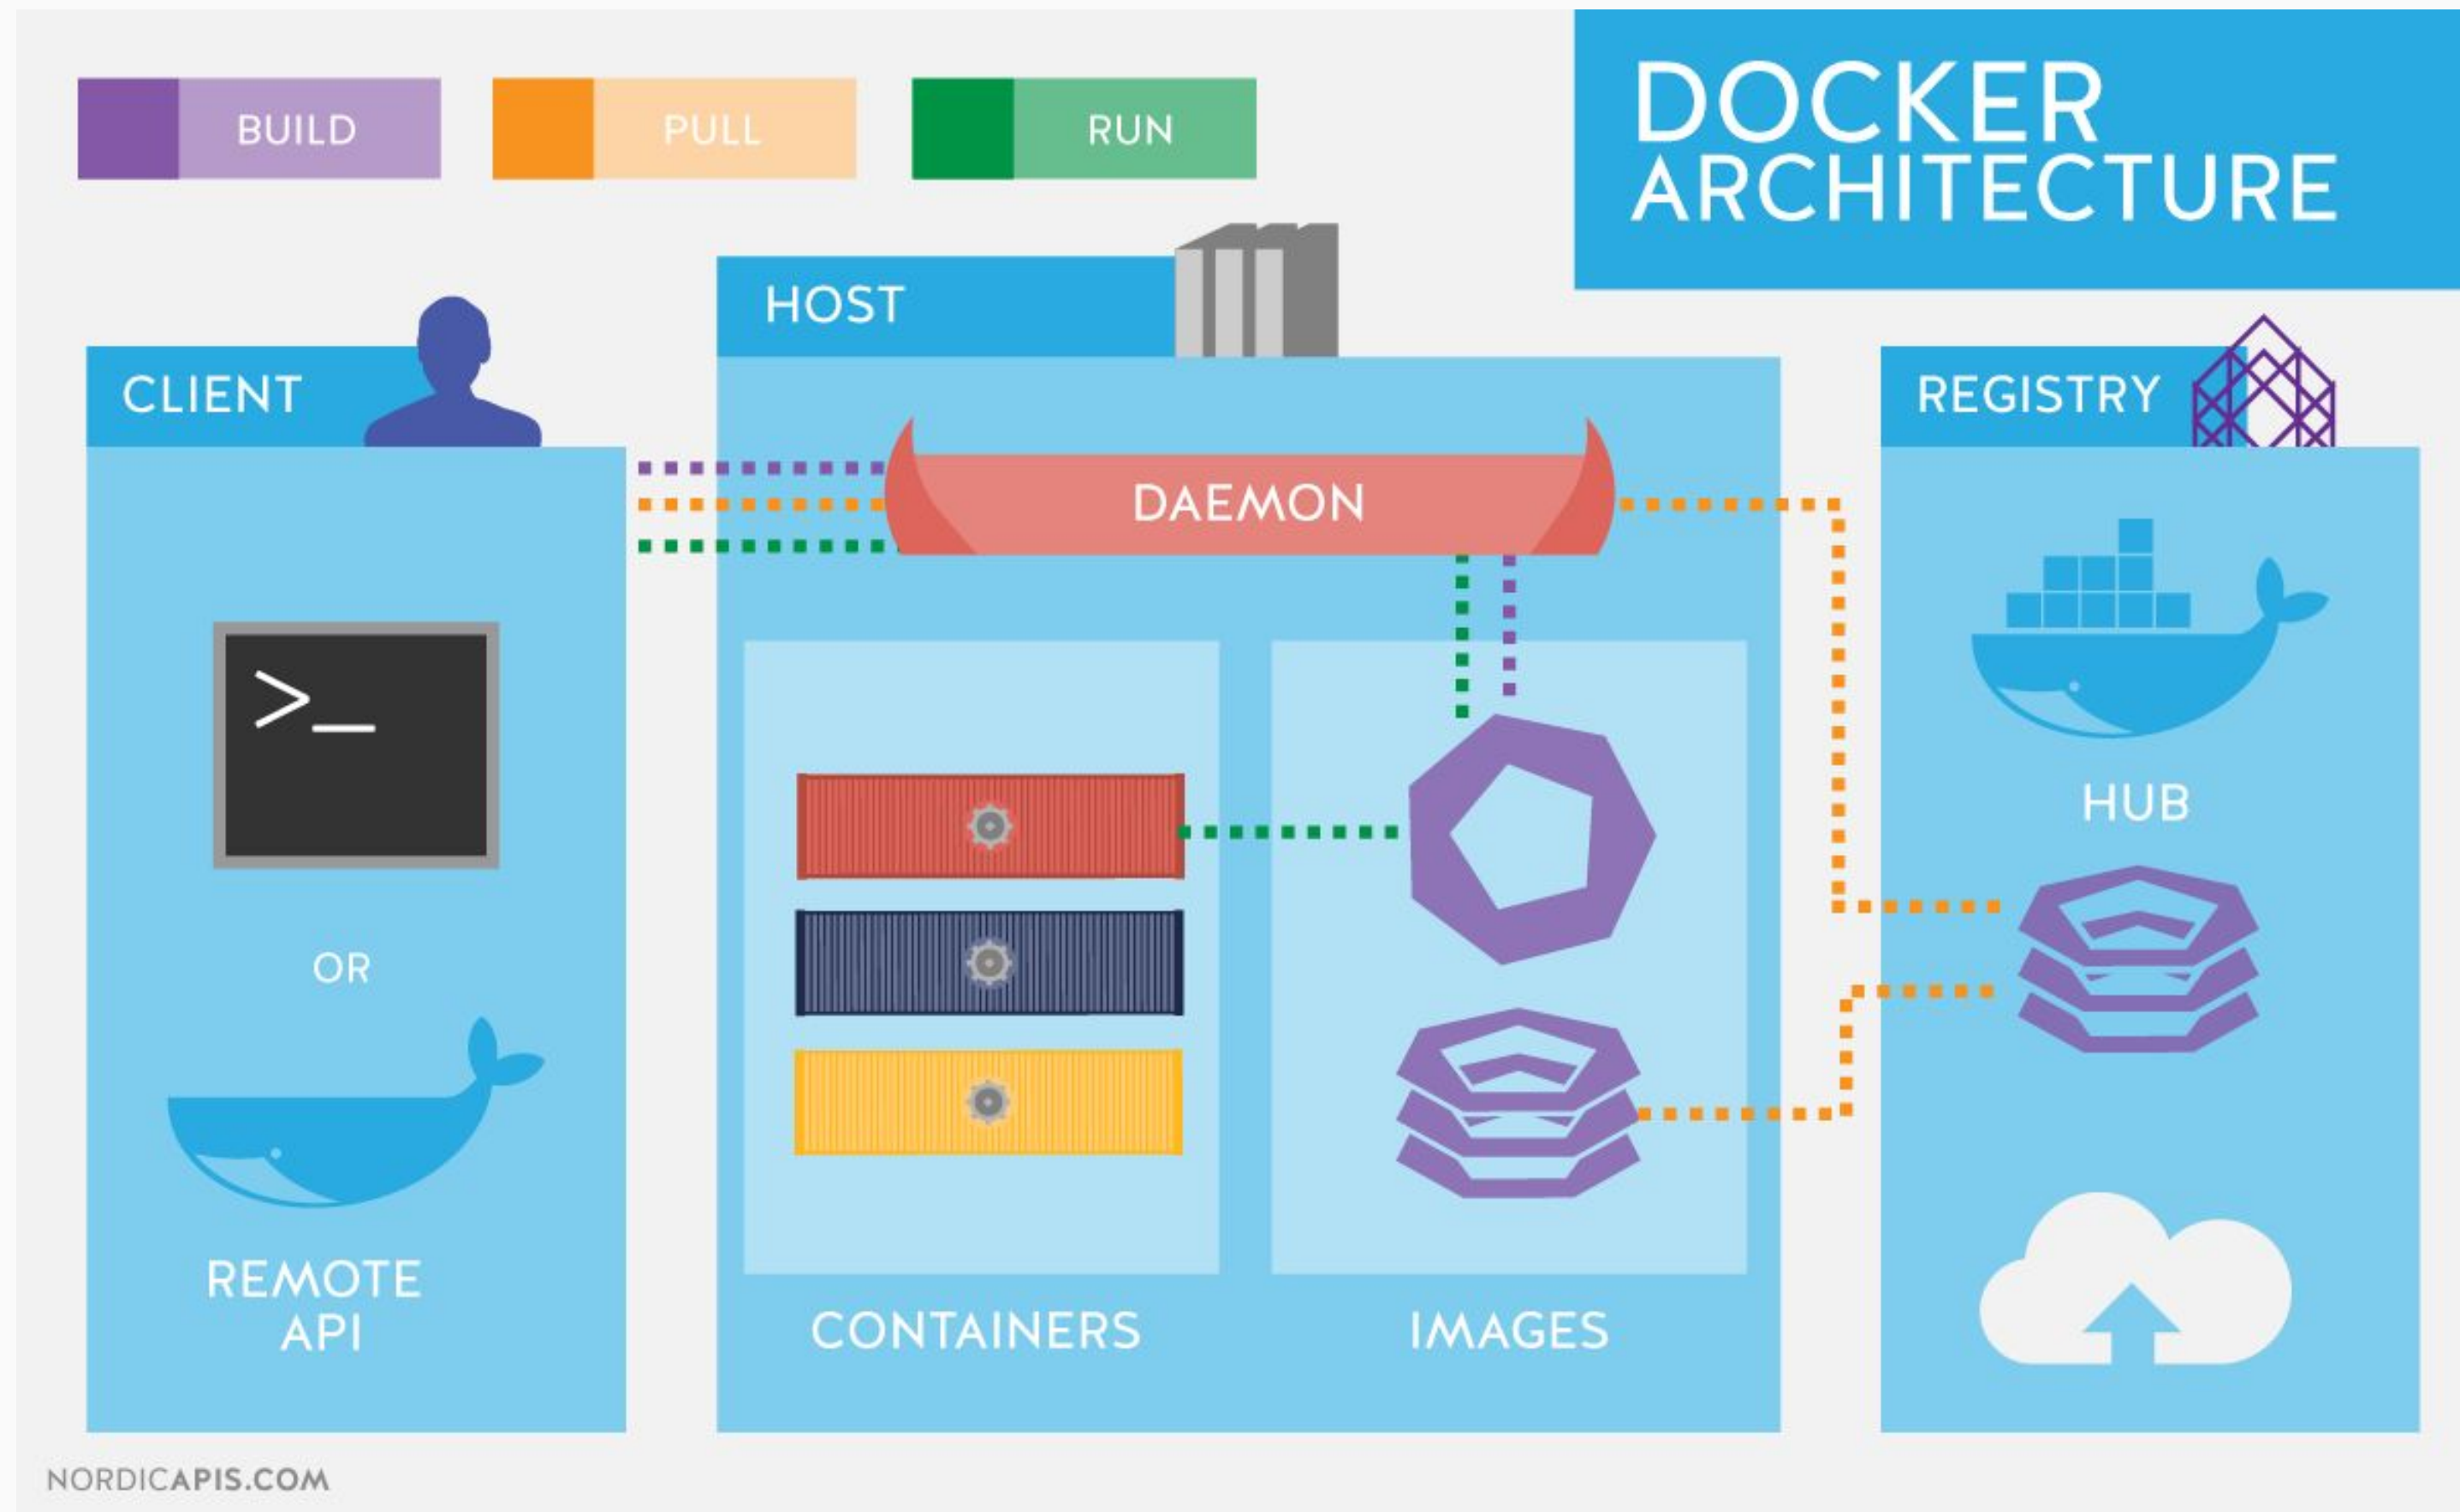 BUILD
PULL
RUN
DOCKER
ARCHITECTURE
HOST
CLIENT
REGISTRY
DAEMON
>_
HUB
OR
REMOTE
API
CONTAINERS
IMAGES
NORDICAPIS.COM